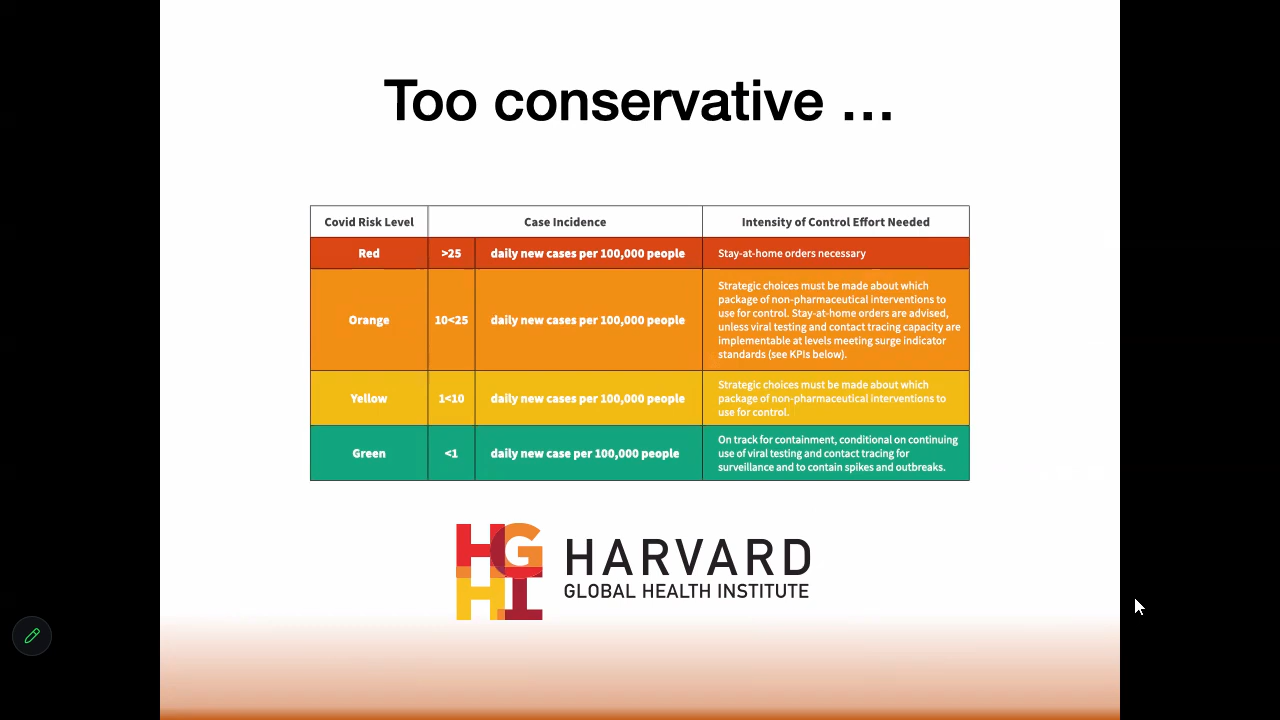 Too conservative ...
Covid Risk Level Case Incidence Intensity of Control Effort Needed
Red >25 daily new cases per 100,000 people Stay-at-home orders necessary
Orange 10<25 daily new cases per 100,000 people
Strategic choices must be made about which
package of non-pharmaceutical interventions to
use for control. Stay-at-home orders are advised,
unless viral testing and contact tracing capacity are
implementable at levels meeting surge indicator
standards (see KPIs below).
Yellow 1<10 daily new cases per 100,000 people
Strategic choices must be made about which
package of non-pharmaceutical interventions to
use for control.
Green <1 daily new case per 100,000 people
On track for containment, conditional on continuing
use of viral testing and contact tracing for
surveillance and to contain spikes and outbreaks.
HG
HI
HARVARD
GLOBAL HEALTH INSTITUTE